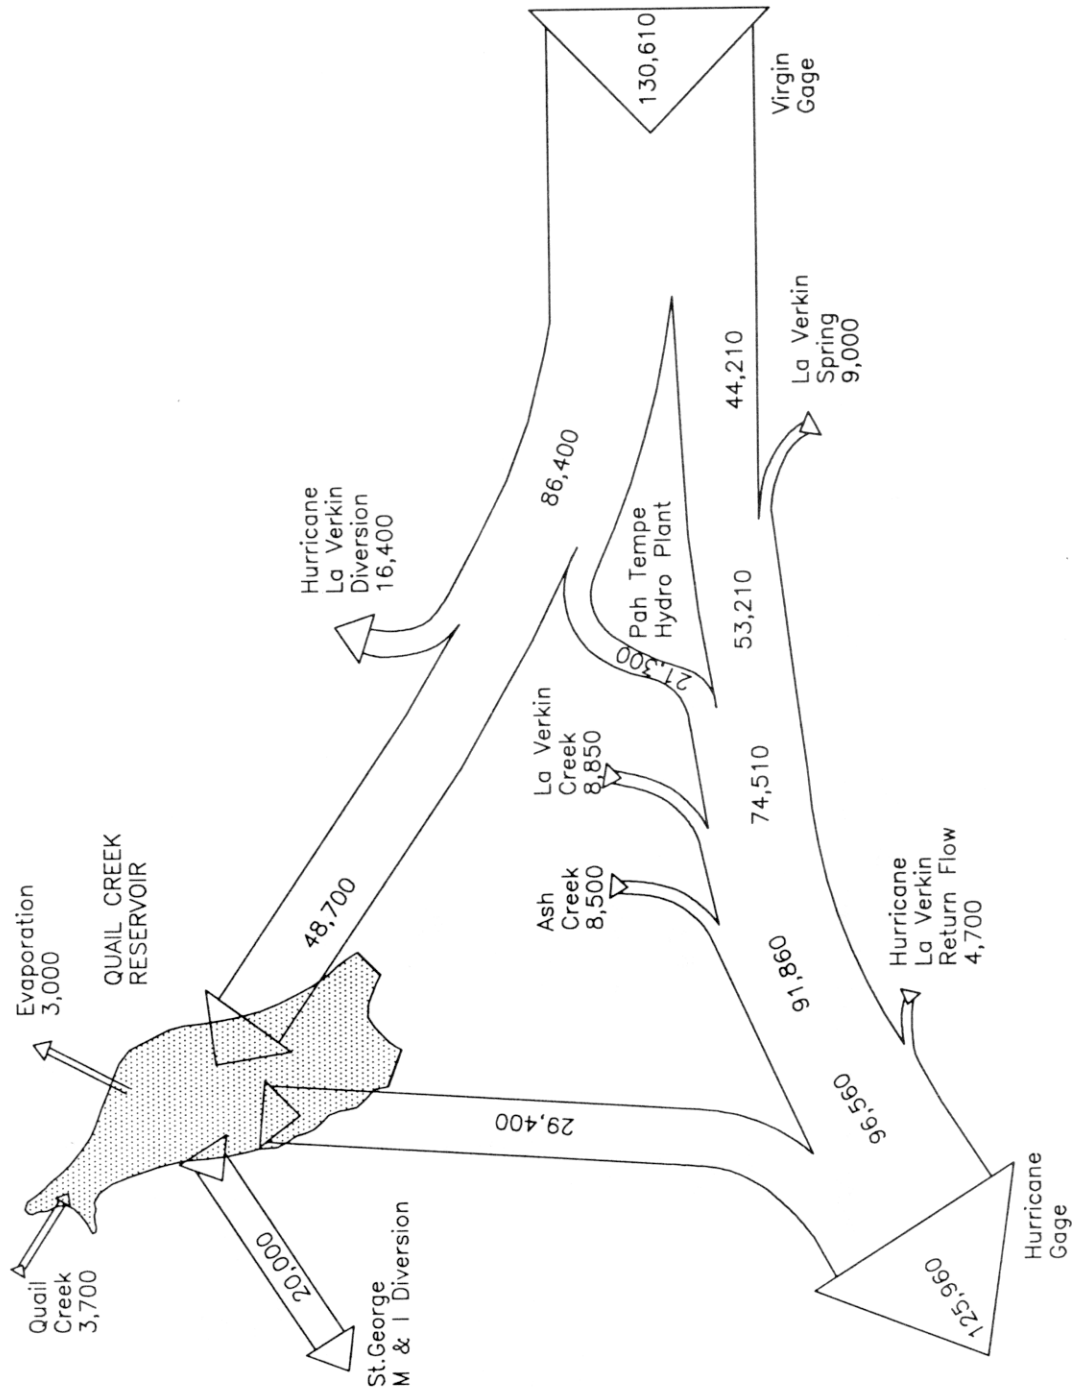 130,610
Virgin
Gage
Hurricane
La Verkin
Diversion
16,400
86,400
44,210
La Verkin
Spring
9,000
Pah Tempe
Hydro Plant
21,300
53,210
La Verkin
Creek
8,850
74,510
Ash
Creek
8,500
91,860
Hurricane
La Verkin
Return Flow
4,700
48,700
QUAIL CREEK
RESERVOIR
Evaporation
3,000
29,400
96,560
Quail
Creek
3,700
20,000
St.George
M & I Diversion
125,960
Hurricane
Gage